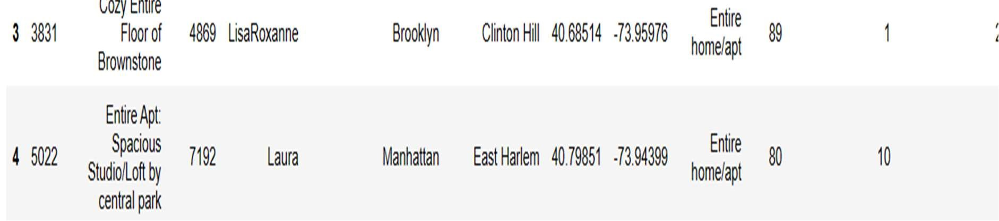 Cozy Entire
3 3831 Floor of 4869 LisaRoxanne Brooklyn Clinton Hill 40.68514 -73.95976 Entire home/apt 89 1
Brownstone
Entire Apt:
Spacious
4 5022 Studio/Loft by 7192 Laura Manhattan East Harlem 40.79851 -73.94399 Entire home/apt 80 10
central park